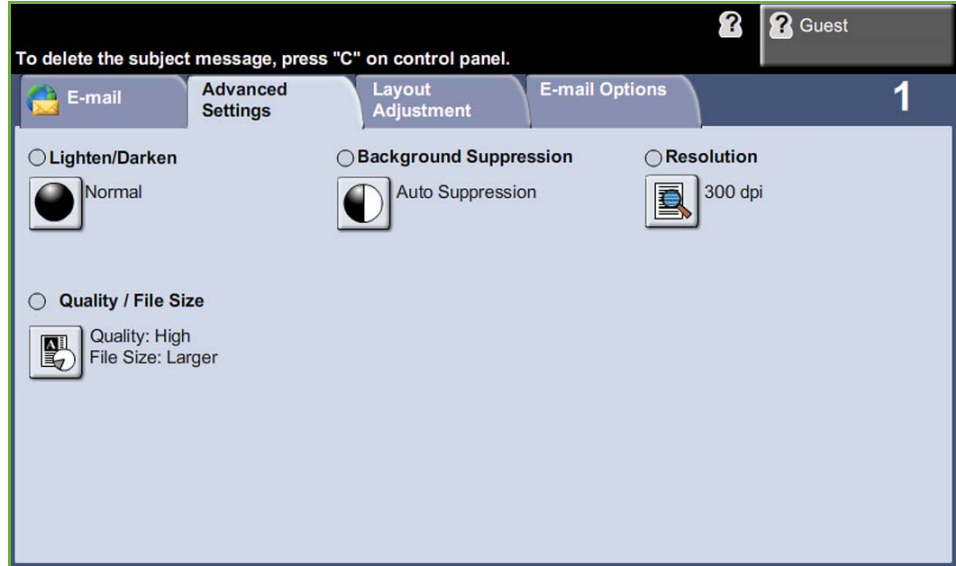 Guest
To delete the subject message, press "C" on control panel.
E-mail
Advanced
Settings
Layout
Adjustment
E-mail Options
1
Lighten/Darken
Normal
Background Suppression
Auto Suppression
Resolution
300 dpi
Quality / File Size
Quality: High
File Size: Larger